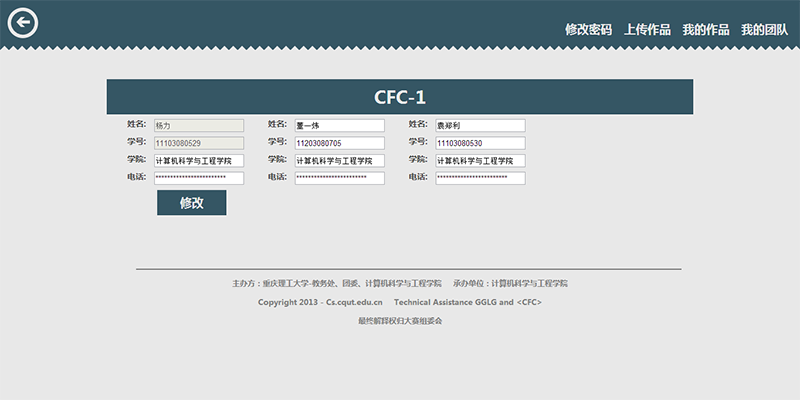 修改密码 上传作品 我的作品 我的团队
CFC-1
姓名: 杨力 姓名: 董一炜 姓名: 袁郑利
学号: 11103080529 学号: 11203080705 学号: 11103080530
学院: 计算机科学与工程学院 学院: 计算机科学与工程学院 学院: 计算机科学与工程学院
电话: ************************ 电话: ************************ 电话: ************************
修改
主办方：重庆理工大学-教务处、团委、计算机科学与工程学院 承办单位：计算机科学与工程学院
Copyright 2013 - Cs.cqut.edu.cn Technical Assistance GGLG and <CFC>
最终解释权归大赛组委会